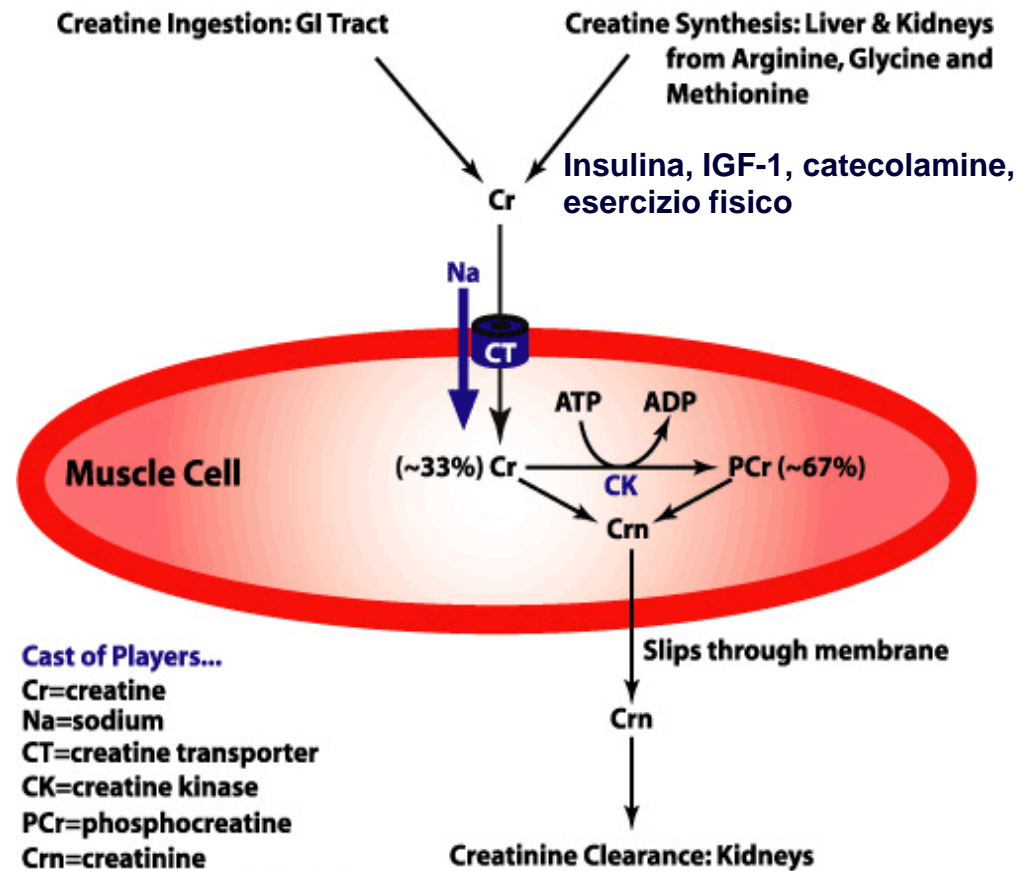 Creatine Ingestion: GI Tract
Creatine Synthesis: Liver & Kidneys
from Arginine, Glycine and
Methionine
Insulina, IGF-1, catecolamine,
esercizio fisico
Cr
Na
CT
ATP
ADP
Muscle Cell
(~33%) Cr
PCr (~67%)
CK
Crn
Slips through membrane
Crn
Creatinine Clearance: Kidneys
Cast of Players...
Cr=creatine
Na=sodium
CT=creatine transporter
CK=creatine kinase
PCr=phosphocreatine
Crn=creatinine